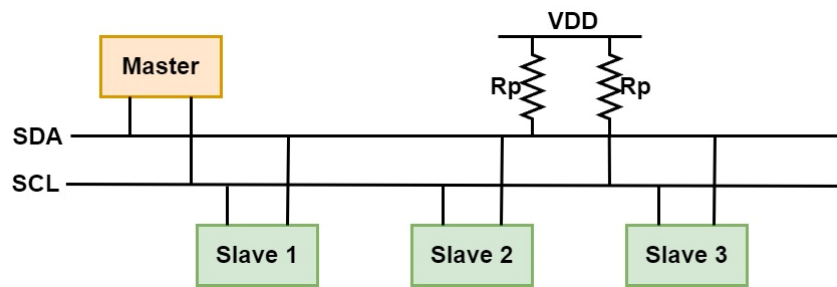 VDD
Master
Rp Rp
SDA
SCL
Slave 1 Slave 2 Slave 3